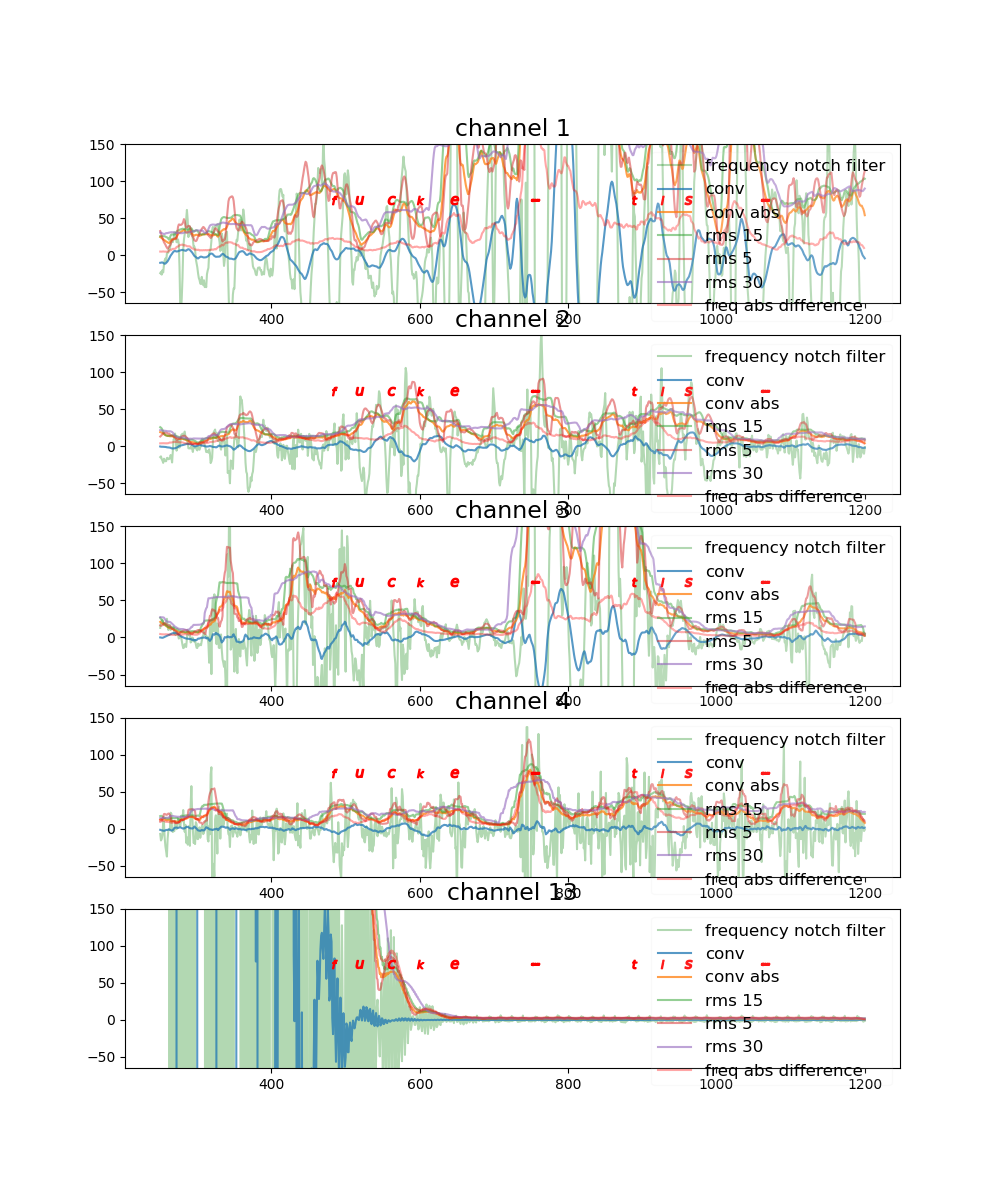 channel 1
150
100
50
0
−50
400 600 800 1000 1200
frequency notch filter
conv
conv abs
rms 15
rms 5
rms 30
freq abs difference
f u c k e – t i s –
channel 2
150
100
50
0
−50
400 600 800 1000 1200
frequency notch filter
conv
conv abs
rms 15
rms 5
rms 30
freq abs difference
f u c k e – t i s –
channel 3
150
100
50
0
−50
400 600 800 1000 1200
frequency notch filter
conv
conv abs
rms 15
rms 5
rms 30
freq abs difference
f u c k e – t i s –
channel 4
150
100
50
0
−50
400 600 800 1000 1200
frequency notch filter
conv
conv abs
rms 15
rms 5
rms 30
freq abs difference
f u c k e – t i s –
channel 13
150
100
50
0
−50
400 600 800 1000 1200
frequency notch filter
conv
conv abs
rms 15
rms 5
rms 30
freq abs difference
f u c k e – t i s –